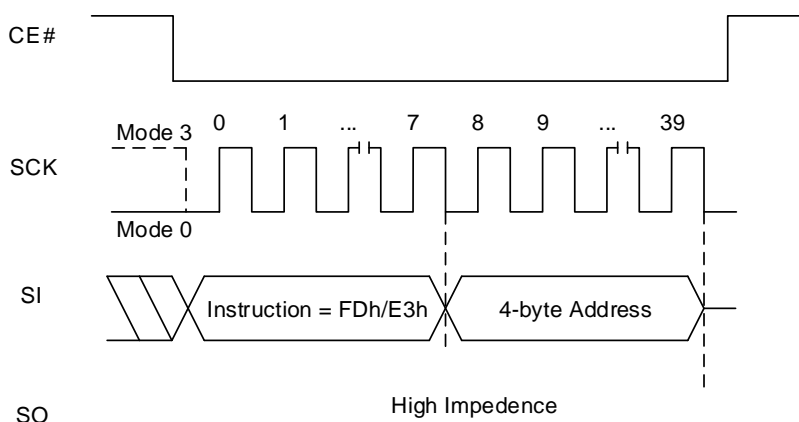 CE#
Mode 3
0 1 ... 7 8 9 ... 39
SCK
Mode 0
SI
Instruction = FDh/E3h
4-byte Address
High Impedence
SO